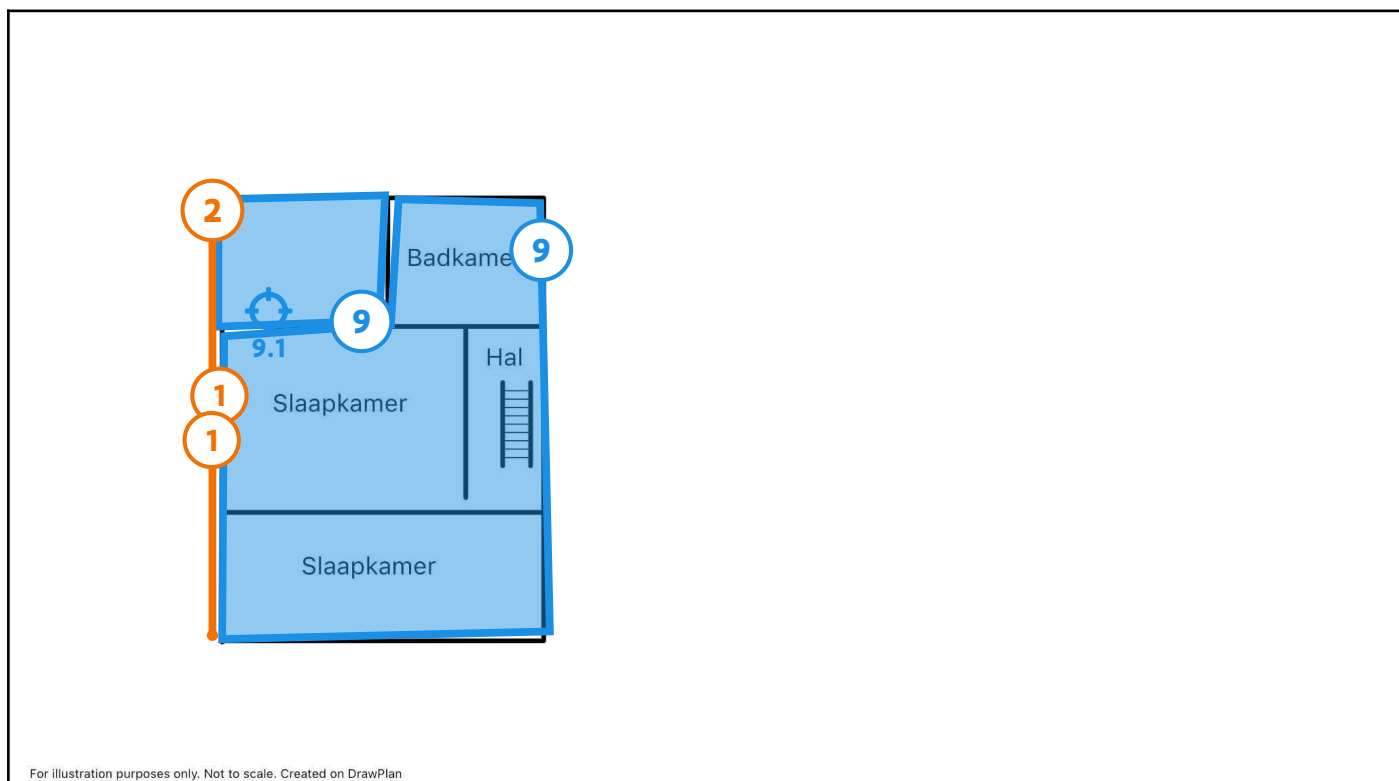 2
Badkame
9
9
9.1
Hal
1
Slaapkamer
1
Slaapkamer
For illustration purposes only. Not to scale. Created on DrawPlan